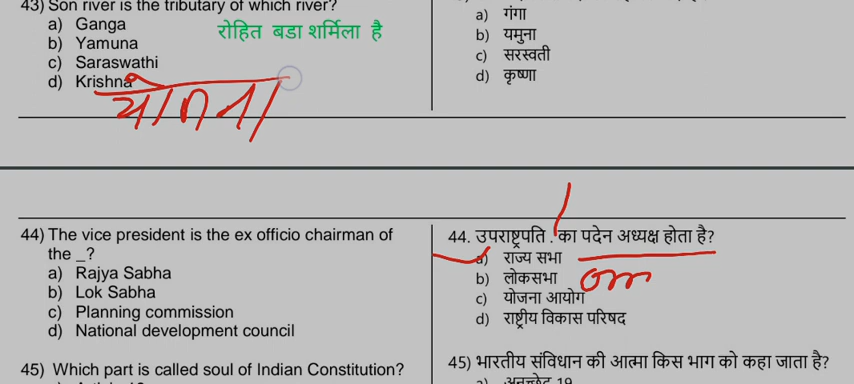 43) Son river is the tributary of which river?
a) Ganga
b) Yamuna
c) Saraswathi
d) Krishna
रोहित बडा शर्मिला है
a) गंगा
b) यमुना
c) सरस्वती
d) कृष्णा
44) The vice president is the ex officio chairman of
the _?
a) Rajya Sabha
b) Lok Sabha
c) Planning commission
d) National development council
45) Which part is called soul of Indian Constitution?
44. उपराष्ट्रपति . का पदेन अध्यक्ष होता है?
a) राज्य सभा
b) लोकसभा
c) योजना आयोग
d) राष्ट्रीय विकास परिषद
45) भारतीय संविधान की आत्मा किस भाग को कहा जाता है?
a) अनुच्छेद 19